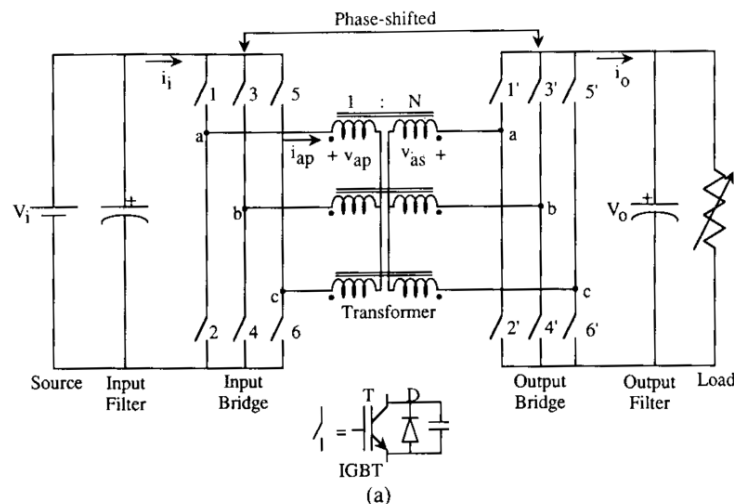 Phase-shifted
i_i
1 3 5
1 : N
1' 3' 5'
i_o
a
i_ap
+ v_ap
v_as +
a
V_i
+
b
b
V_o
+
c
c
Transformer
2 4 6
2' 4' 6'
Source
Input
Filter
Input
Bridge
Output
Bridge
Output
Filter
Load
T D
=
IGBT
(a)